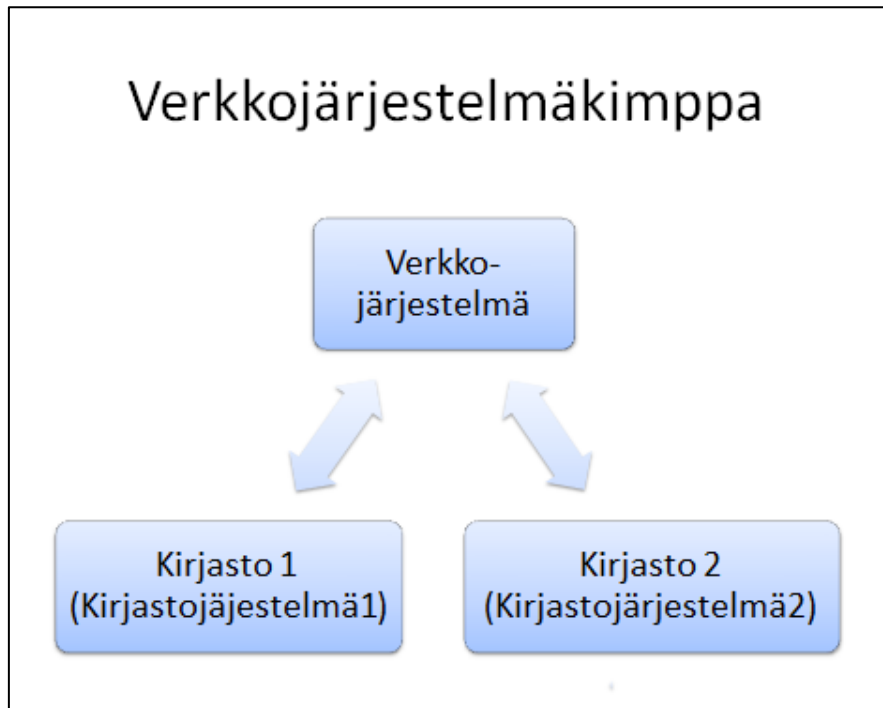 Verkkojärjestelmäkimppa
Verkko-
järjestelmä
Kirjasto 1
(Kirjastojäjestelmä1)
Kirjasto 2
(Kirjastojärjestelmä2)